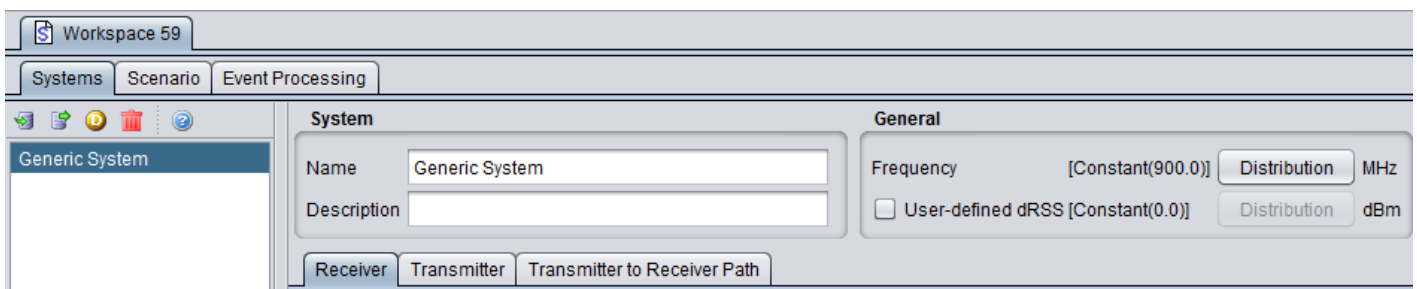 Workspace 59
Systems Scenario Event Processing
System
General
Generic System
Name Generic System
Frequency [Constant(900.0)] Distribution MHz
Description
User-defined dRSS [Constant(0.0)] Distribution dBm
Receiver Transmitter Transmitter to Receiver Path